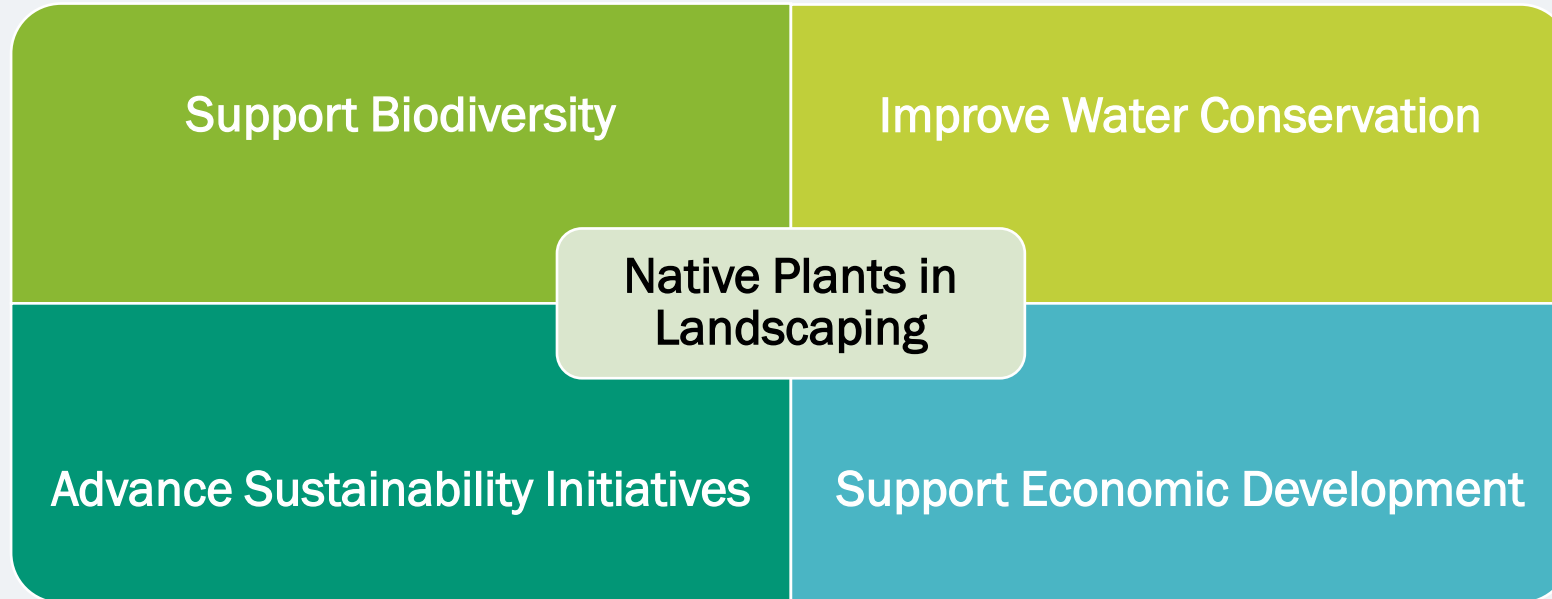 Support Biodiversity
Improve Water Conservation
Native Plants in
Landscaping
Advance Sustainability Initiatives
Support Economic Development